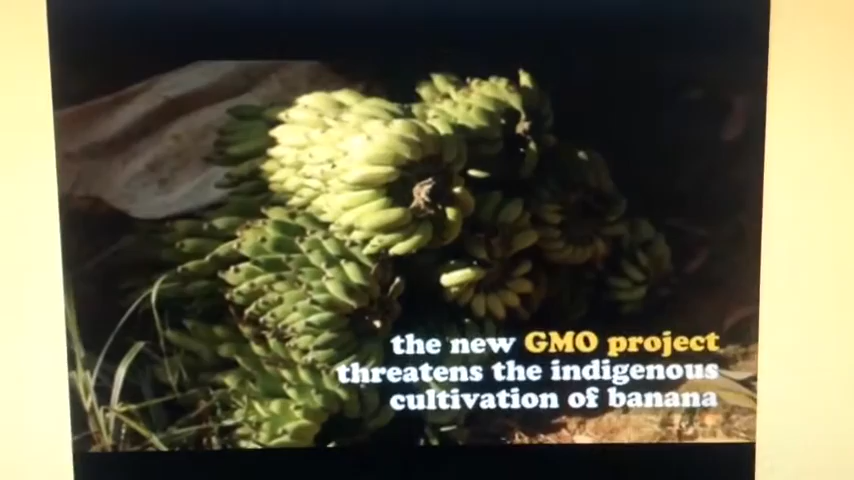 the new GMO project
threatens the indigenous
cultivation of banana